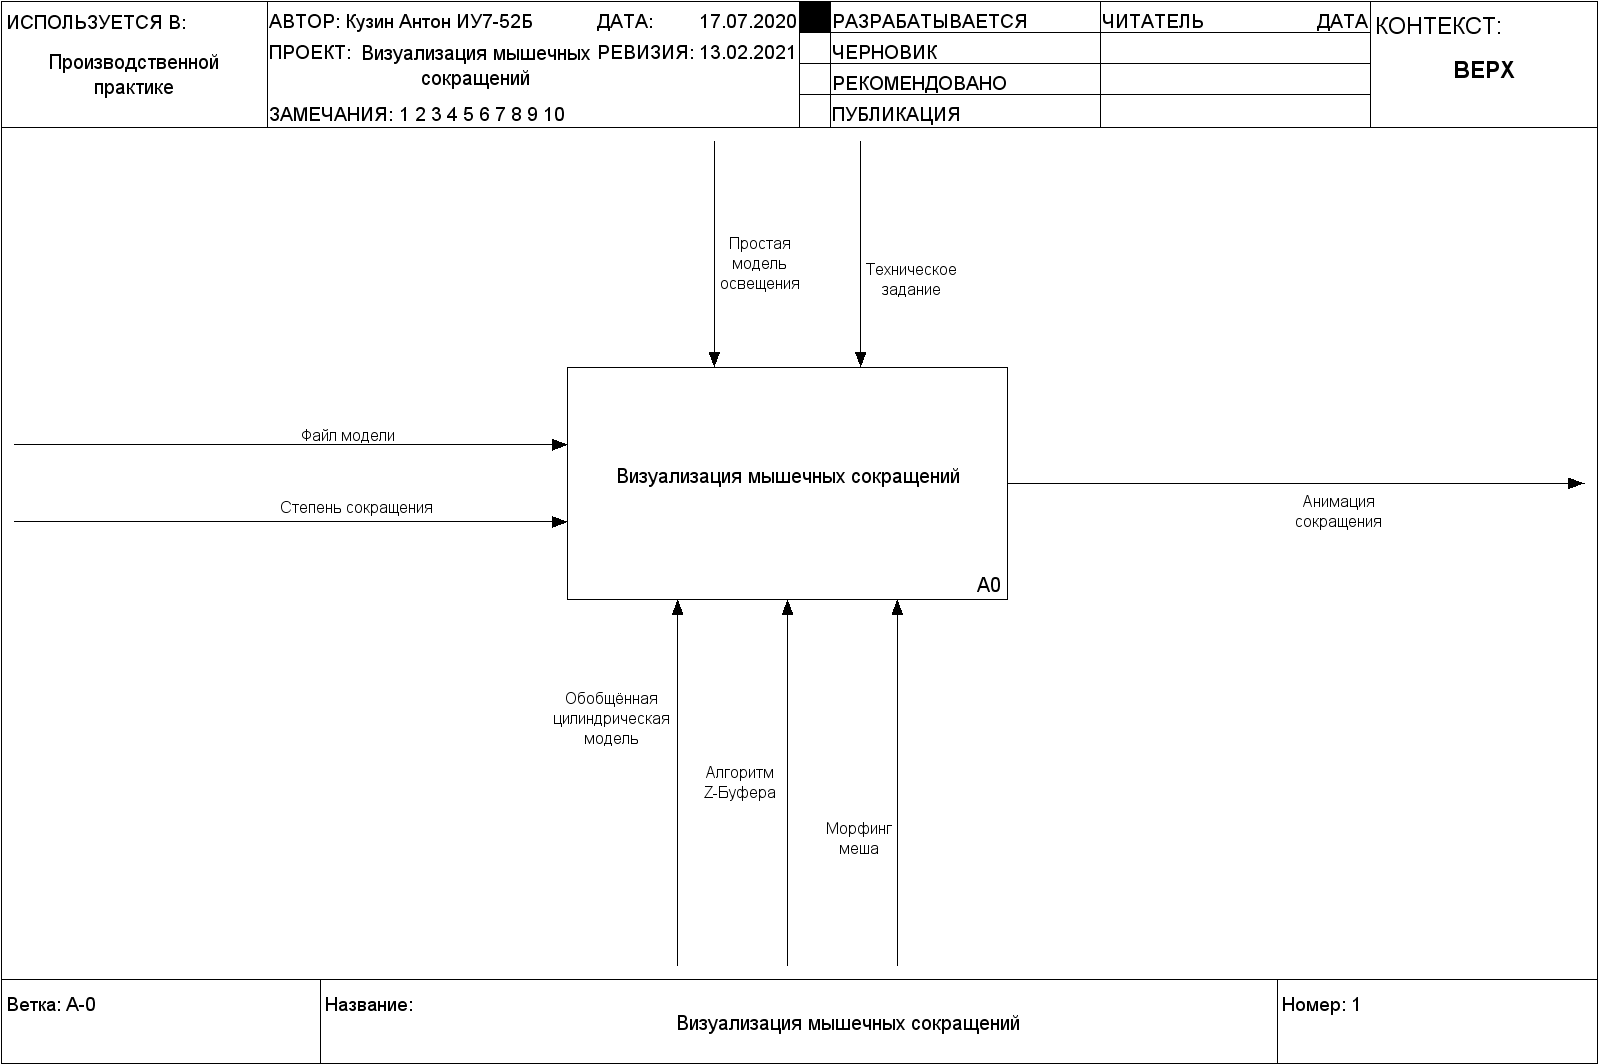 ИСПОЛЬЗУЕТСЯ В:
Производственной
практике
АВТОР: Кузин Антон ИУ7-52Б
ДАТА: 17.07.2020
ПРОЕКТ: Визуализация мышечных
сокращений
РЕВИЗИЯ: 13.02.2021
ЗАМЕЧАНИЯ: 1 2 3 4 5 6 7 8 9 10
РАЗРАБАТЫВАЕТСЯ
ЧЕРНОВИК
РЕКОМЕНДОВАНО
ПУБЛИКАЦИЯ
ЧИТАТЕЛЬ ДАТА
КОНТЕКСТ:
ВЕРХ
Простая
модель
освещения
Техническое
задание
Файл модели
Степень сокращения
Визуализация мышечных сокращений
A0
Анимация
сокращения
Обобщённая
цилиндрическая
модель
Алгоритм
Z-Буфера
Морфинг
меша
Ветка: A-0
Название:
Визуализация мышечных сокращений
Номер: 1